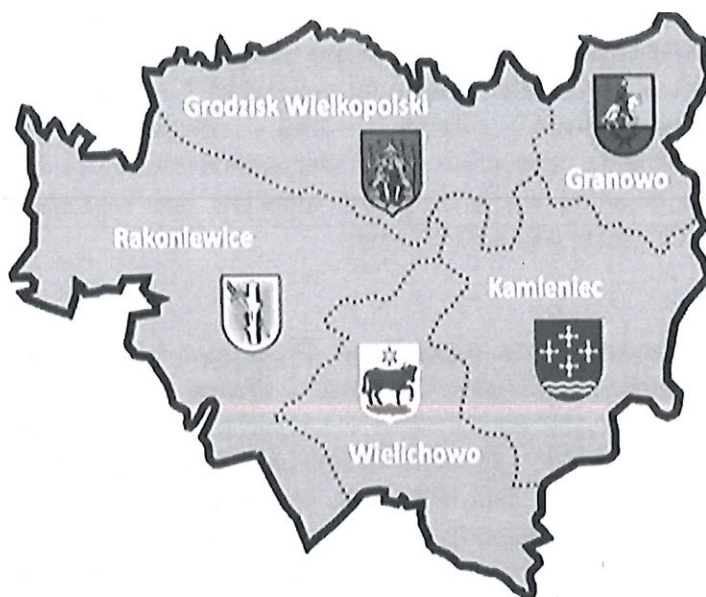 Grodzisk Wielkopolski
Granowo
Rakoniewice
Kamieniec
Wielichowo